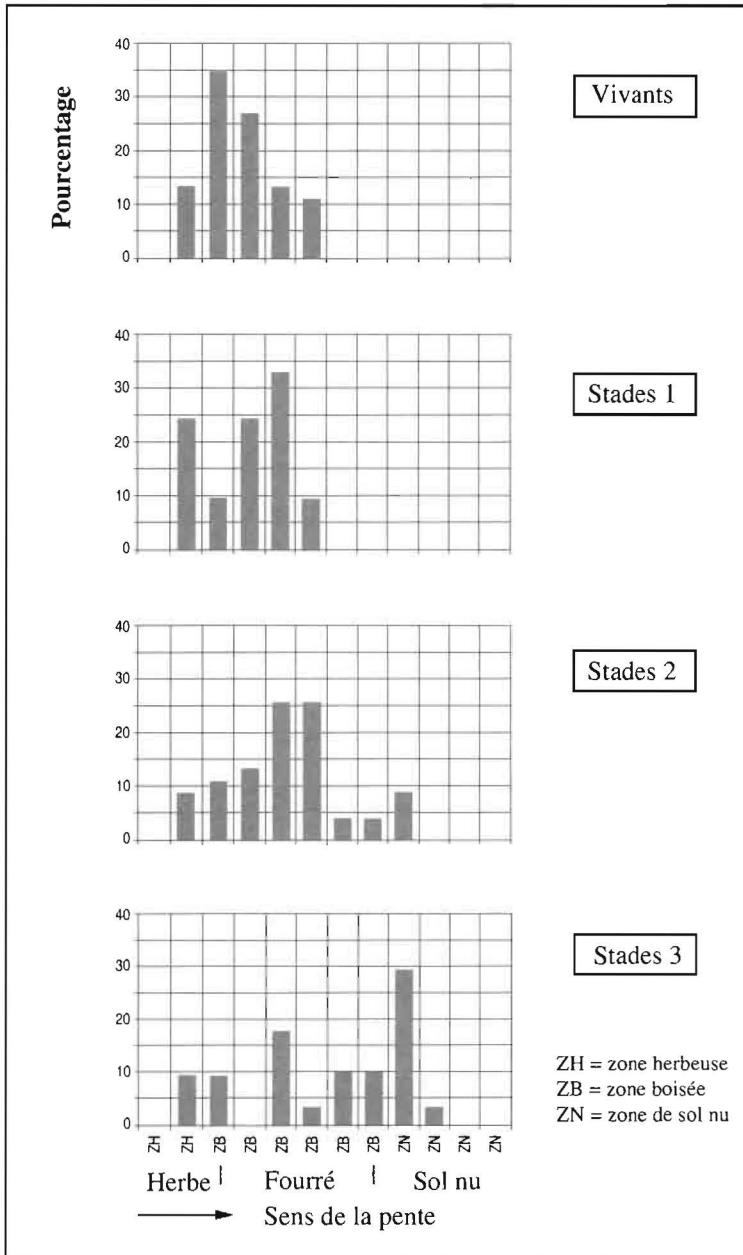 Pourcentage
40
30
20
10
0
Vivants
40
30
20
10
0
Stades 1
40
30
20
10
0
Stades 2
40
30
20
10
0
Stades 3
ZH = zone herbeuse
ZB = zone boisée
ZN = zone de sol nu
ZH ZH ZB ZB ZB ZB ZB ZB ZN ZN ZN ZN
Herbe Fourré Sol nu
Sens de la pente